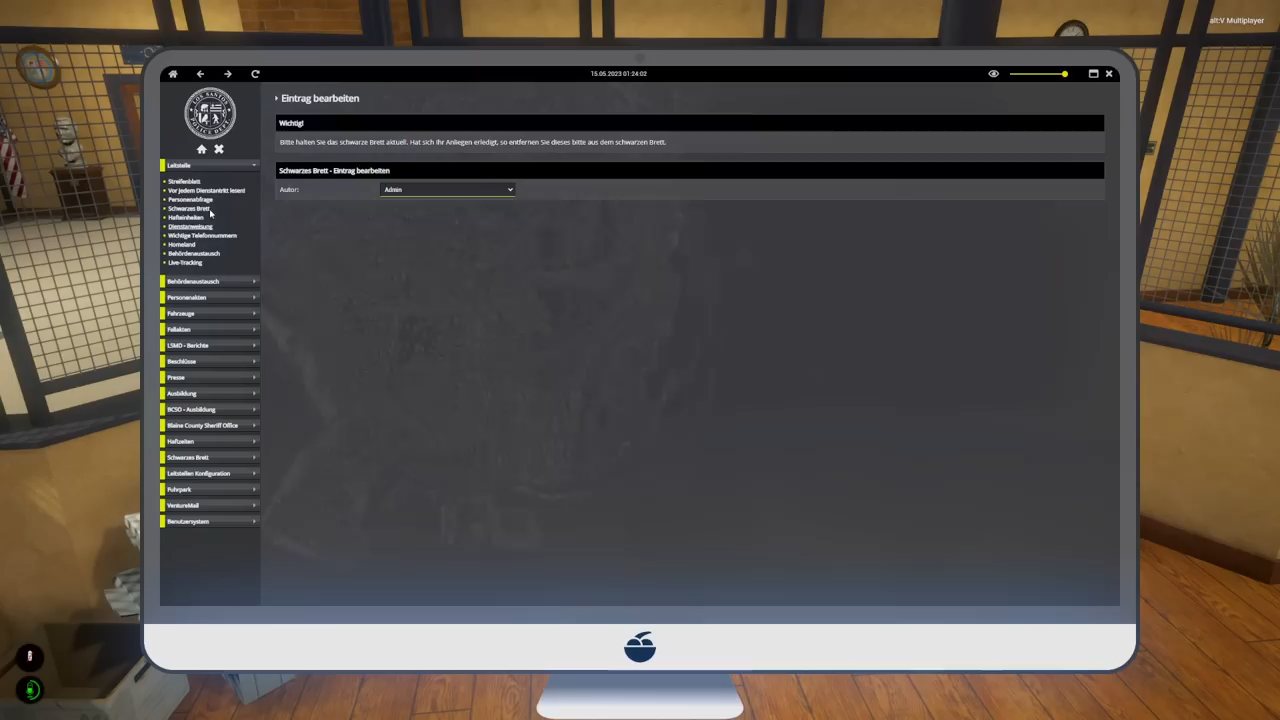 alt:V Multiplayer
15.05.2023 01:24:02
LOS SANTOS
POLICE DEPT
Eintrag bearbeiten
Wichtig!
Bitte halten Sie das schwarze Brett aktuell. Hat sich Ihr Anliegen erledigt, so entfernen Sie dieses bitte aus dem schwarzen Brett.
Schwarzes Brett - Eintrag bearbeiten
Autor:
Admin
Leitstelle
Streifenblatt
Vor jedem Dienstantritt lesen!
Personenabfrage
Schwarzes Brett
Hafteinheiten
Dienstanweisung
Wichtige Telefonnummern
Homeland
Behördenaustausch
Live-Tracking
Behördenaustausch
Personenakten
Fahrzeuge
Fallakten
LSMD - Berichte
Beschlüsse
Presse
Ausbildung
BCSO - Ausbildung
Blaine County Sheriff Office
Haftzeiten
Schwarzes Brett
Leitstellen Konfiguration
Fuhrpark
VentureMail
Benutzersystem